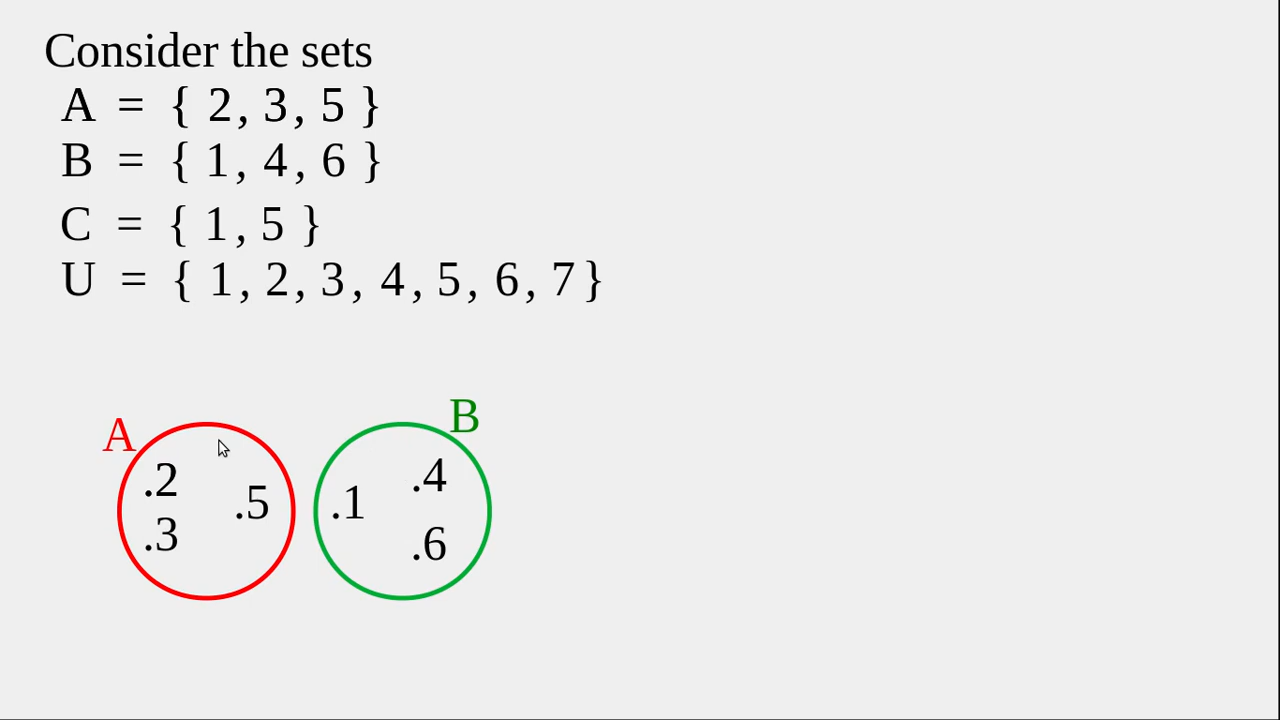 Consider the sets
A = { 2, 3, 5 }
B = { 1, 4, 6 }
C = { 1, 5 }
U = { 1, 2, 3, 4, 5, 6, 7 }
A
B
.2
.5
.3
.1
.4
.6